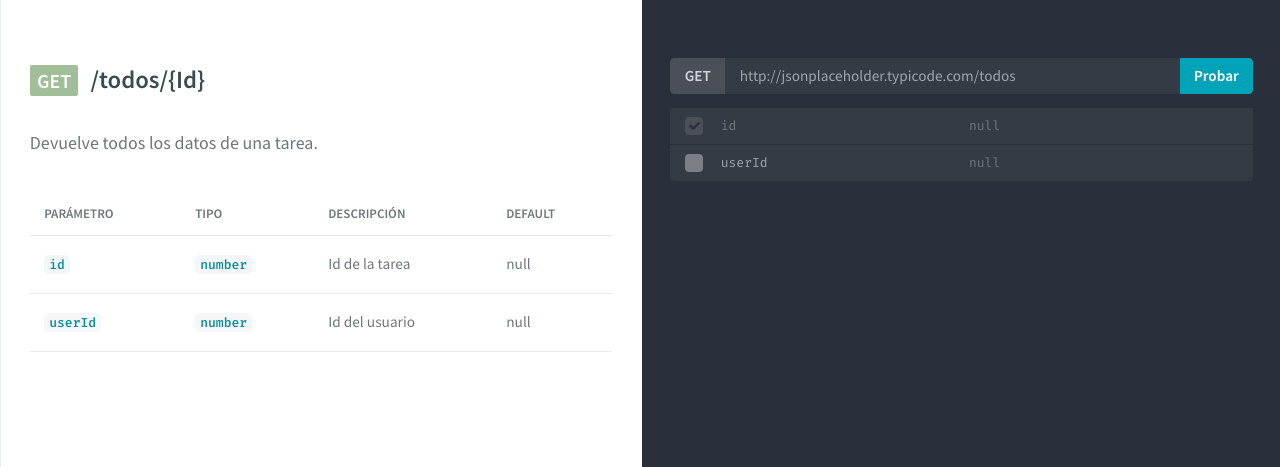 GET /todos/{Id}
Devuelve todos los datos de una tarea.
PARÁMETRO TIPO DESCRIPCIÓN DEFAULT
id number Id de la tarea null
userId number Id del usuario null
GET http://jsonplaceholder.typicode.com/todos Probar
id null
userId null